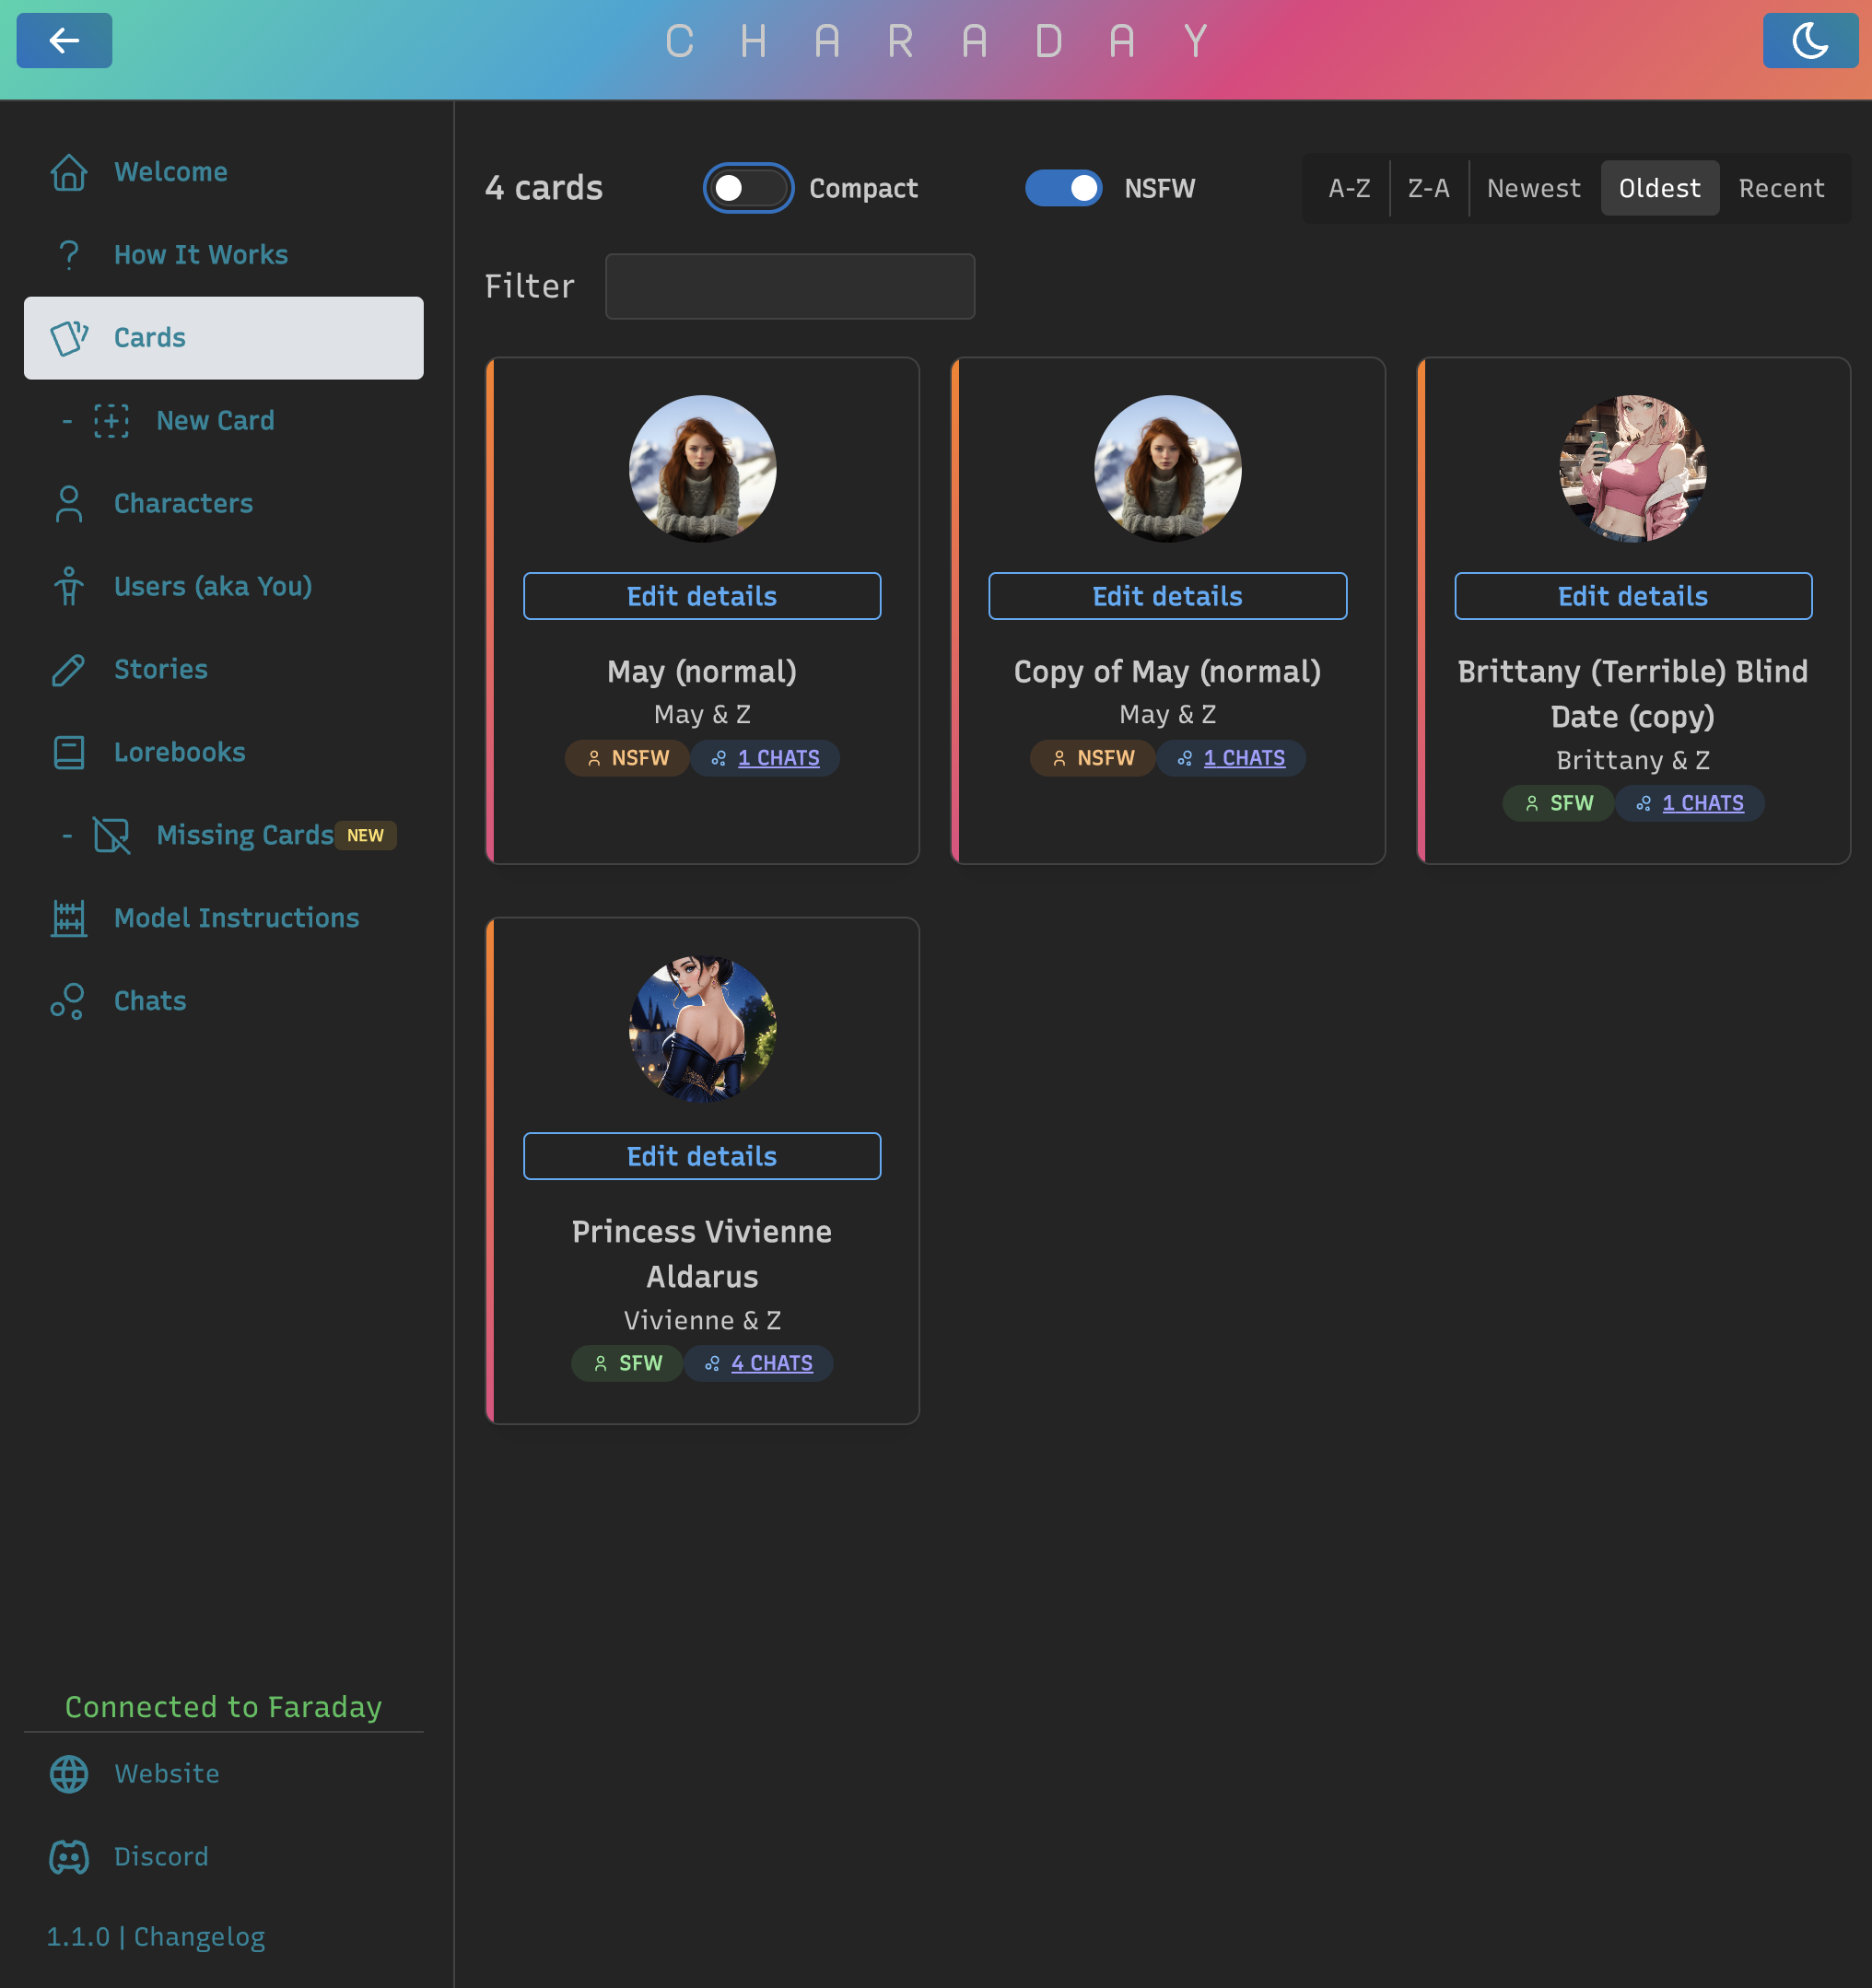 CHARADAY
Welcome
How It Works
Cards
- New Card
Characters
Users (aka You)
Stories
Lorebooks
- Missing Cards NEW
Model Instructions
Chats
Connected to Faraday
Website
Discord
1.1.0 | Changelog
4 cards Compact NSFW A-Z Z-A Newest Oldest Recent
Filter
Edit details
May (normal)
May & Z
NSFW 1 CHATS
Edit details
Copy of May (normal)
May & Z
NSFW 1 CHATS
Edit details
Brittany (Terrible) Blind
Date (copy)
Brittany & Z
SFW 1 CHATS
Edit details
Princess Vivienne
Aldarus
Vivienne & Z
SFW 4 CHATS